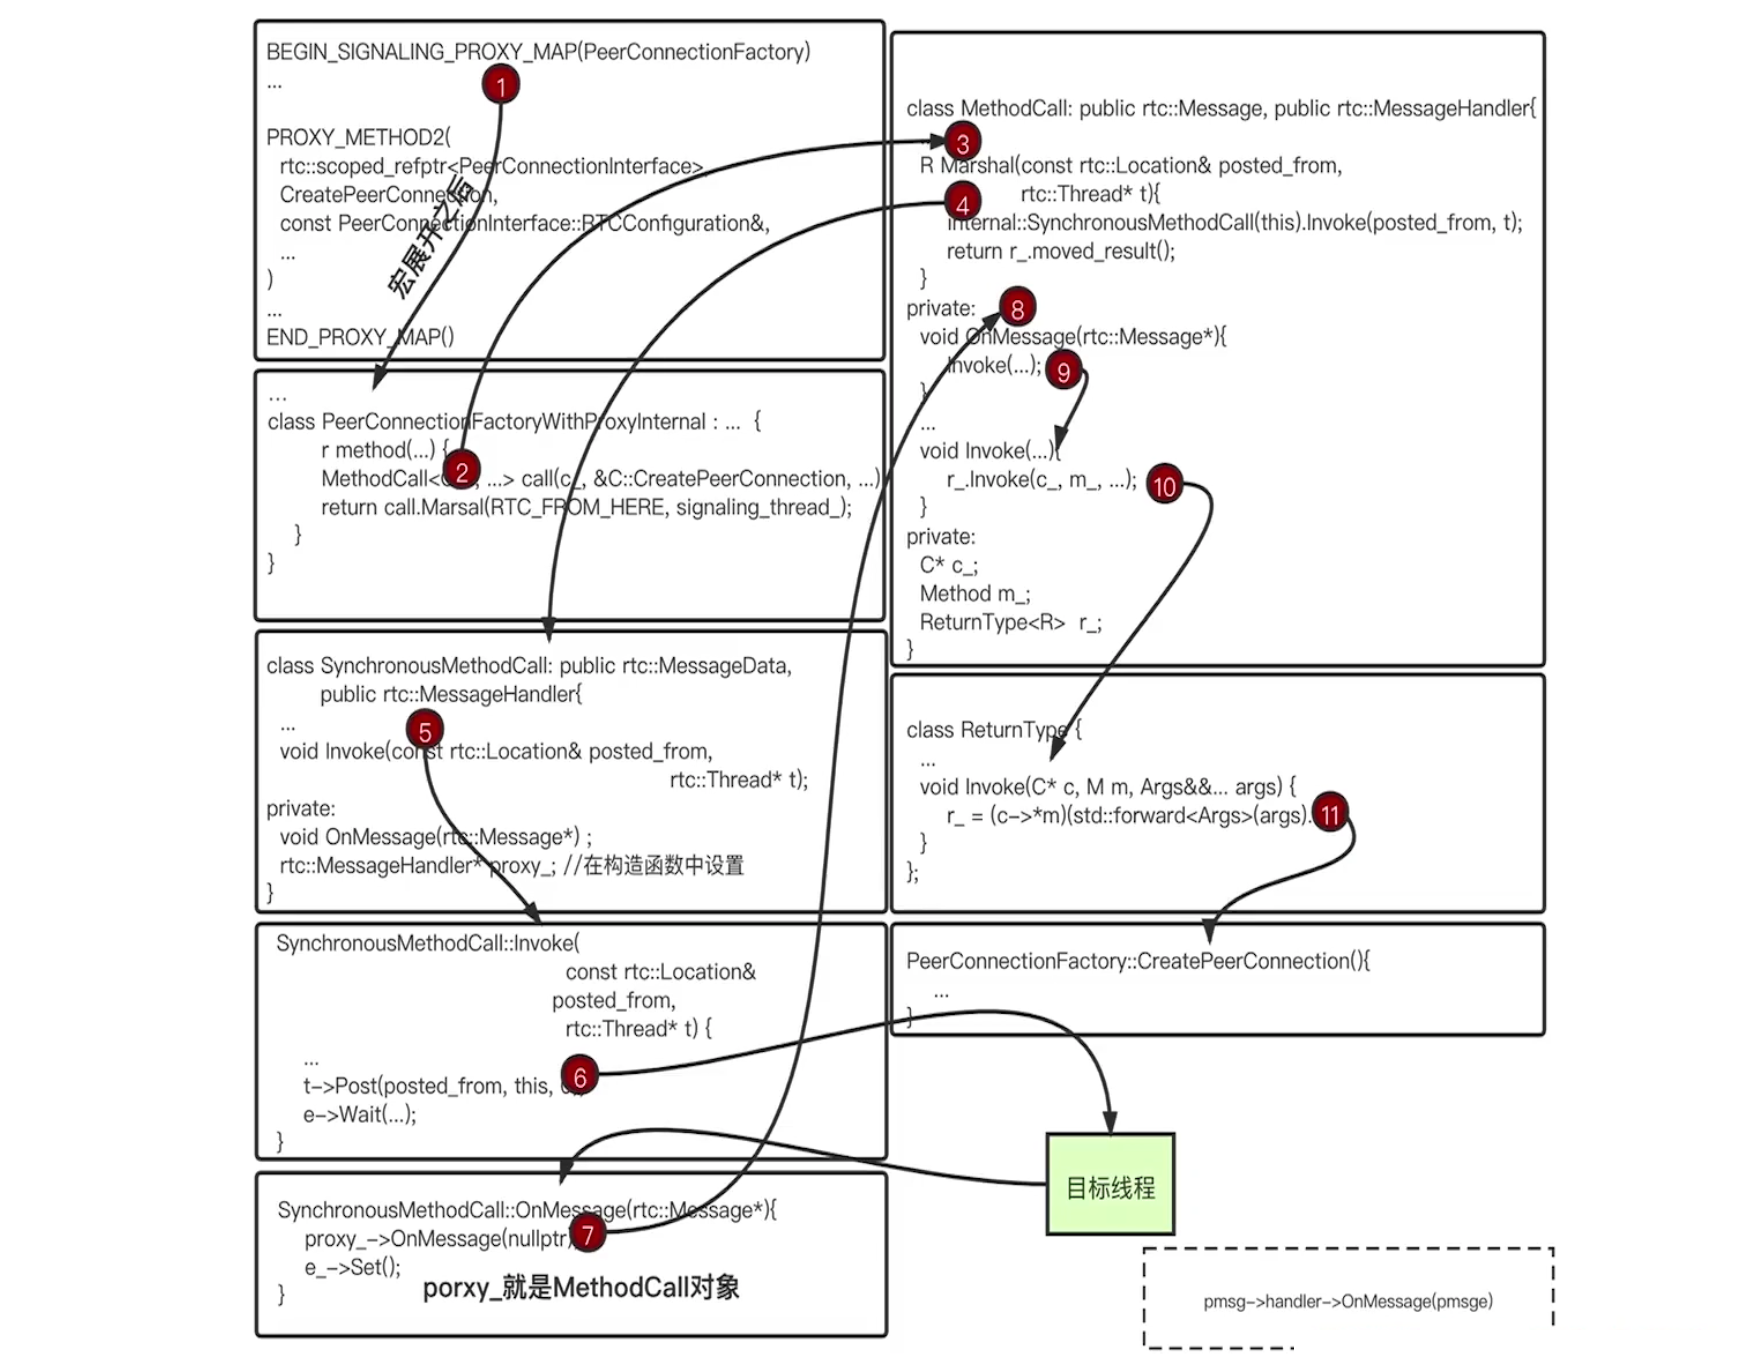 BEGIN_SIGNALING_PROXY_MAP(PeerConnectionFactory)
...
1
PROXY_METHOD2(
rtc::scoped_refptr<PeerConnectionInterface>,
CreatePeerConnection,
const PeerConnectionInterface::RTCConfiguration&,
...
)
...
END_PROXY_MAP()
宏展开之后
...
class PeerConnectionFactoryWithProxyInternal : ... {
r method(...) {
2
MethodCall< ...> call(c_, &C::CreatePeerConnection, ...)
return call.Marsal(RTC_FROM_HERE, signaling_thread_);
}
}
class SynchronousMethodCall: public rtc::MessageData,
public rtc::MessageHandler{
...
5
void Invoke(const rtc::Location& posted_from,
rtc::Thread* t);
private:
void OnMessage(rtc::Message*) ;
rtc::MessageHandler* proxy_; //在构造函数中设置
}
SynchronousMethodCall::Invoke(
const rtc::Location&
posted_from,
rtc::Thread* t) {
...
6
t->Post(posted_from, this,
e->Wait(...);
}
SynchronousMethodCall::OnMessage(rtc::Message*){
proxy_->OnMessage(nullptr)
7
e_->Set();
}
porxy_就是MethodCall对象
class MethodCall: public rtc::Message, public rtc::MessageHandler{
3
R Marshal(const rtc::Location& posted_from,
rtc::Thread* t){
4
internal::SynchronousMethodCall(this).Invoke(posted_from, t);
return r_.moved_result();
}
private:
8
void OnMessage(rtc::Message*){
Invoke(...);
9
}
...
void Invoke(...){
r_.Invoke(c_, m_, ...);
10
}
private:
C* c_;
Method m_;
ReturnType<R> r_;
}
class ReturnType {
...
void Invoke(C* c, M m, Args&&... args) {
r_ = (c->*m)(std::forward<Args>(args).
11
}
};
PeerConnectionFactory::CreatePeerConnection(){
...
}
目标线程
pmsg->handler->OnMessage(pmsge)